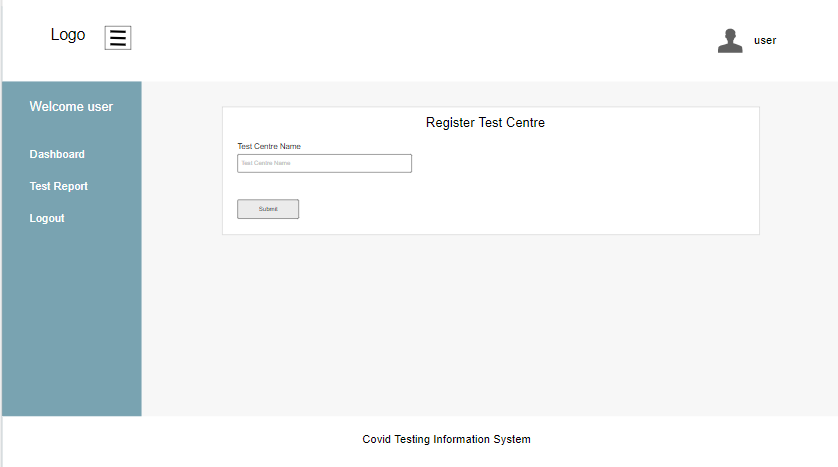 Logo
user
Welcome user
Dashboard
Test Report
Logout
Register Test Centre
Test Centre Name
Test Centre Name
Submit
Covid Testing Information System